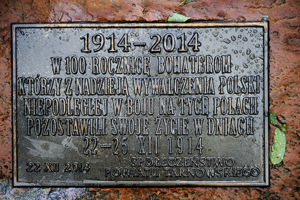 1914-2014
W 100 ROCZNICĘ BOHATEROM
KTÓRZY Z NADZIEJĄ WYWALCZENIA POLSKI
NIEPODLEGŁEJ W BOJU NA TYCH POLACH
POZOSTAWILI SWOJE ŻYCIE W DNIACH
22-25 XII 1914
SPOŁECZEŃSTWO
22 XII 2014 POWIATU TARNOWSKIEGO